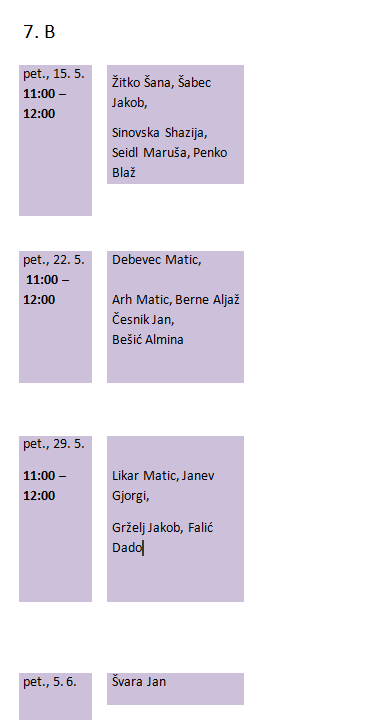 7. B
pet., 15. 5.
11:00 –
12:00
Žitko Šana, Šabec
Jakob,
Sinovska Shazija,
Seidl Maruša, Penko
Blaž
pet., 22. 5.
11:00 –
12:00
Debevec Matic,
Arh Matic, Berne Aljaž
Česnik Jan,
Bešić Almina
pet., 29. 5.
11:00 –
12:00
Likar Matic, Janev
Gjorgi,
Grželj Jakob, Falić
Dado
pet., 5. 6.
Švara Jan